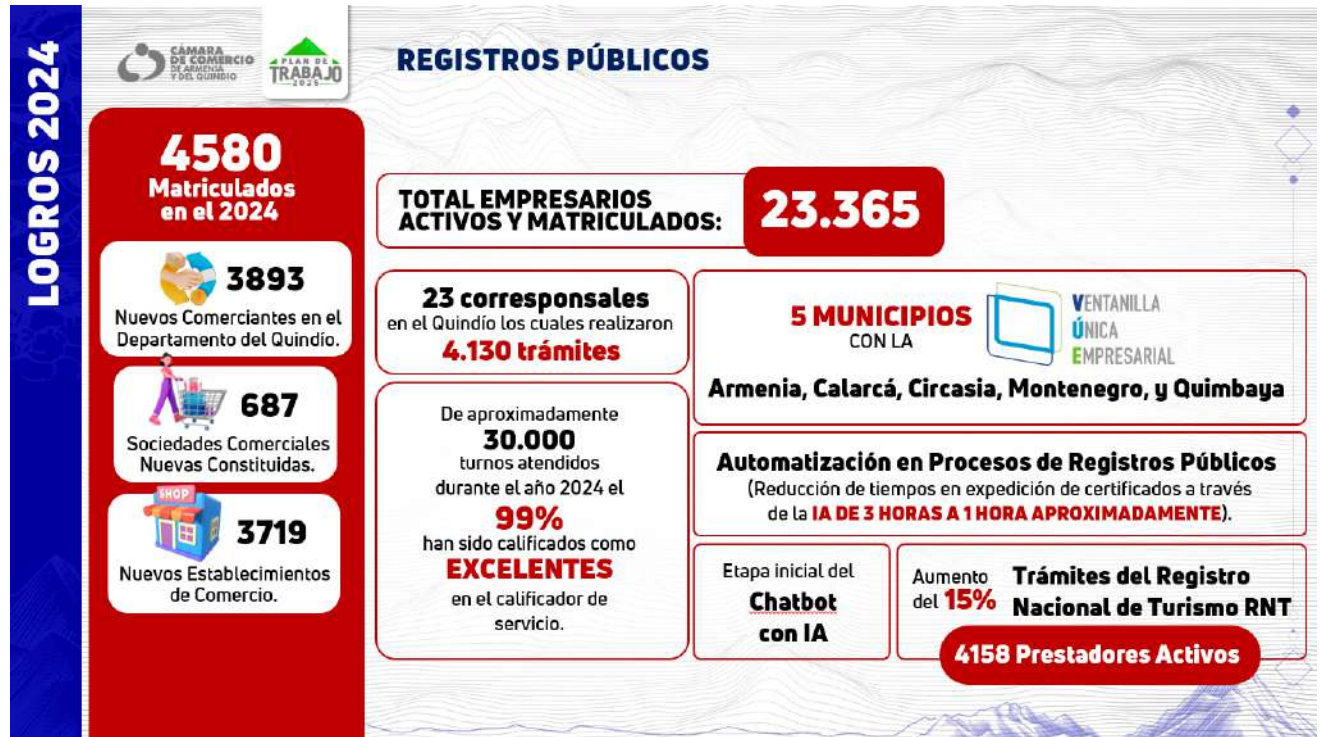 LOGROS 2024
CÁMARA
DE COMERCIO
DE ARMENIA
Y DEL QUINDÍO
PLAN DE
TRABAJO
2025
REGISTROS PÚBLICOS
4580
Matriculados
en el 2024
3893
Nuevos Comerciantes en el
Departamento del Quindío.
687
Sociedades Comerciales
Nuevas Constituidas.
SHOP
3719
Nuevos Establecimientos
de Comercio.
TOTAL EMPRESARIOS
ACTIVOS Y MATRICULADOS:
23.365
23 corresponsales
en el Quindío los cuales realizaron
4.130 trámites
De aproximadamente
30.000
turnos atendidos
durante el año 2024 el
99%
han sido calificados como
EXCELENTES
en el calificador de
servicio.
5 MUNICIPIOS
CON LA
VENTANILLA
ÚNICA
EMPRESARIAL
Armenia, Calarcá, Circasia, Montenegro, y Quimbaya
Automatización en Procesos de Registros Públicos
(Reducción de tiempos en expedición de certificados a través
de la IA DE 3 HORAS A 1 HORA APROXIMADAMENTE).
Etapa inicial del
Chatbot
con IA
Aumento
del 15%
Trámites del Registro
Nacional de Turismo RNT
4158 Prestadores Activos